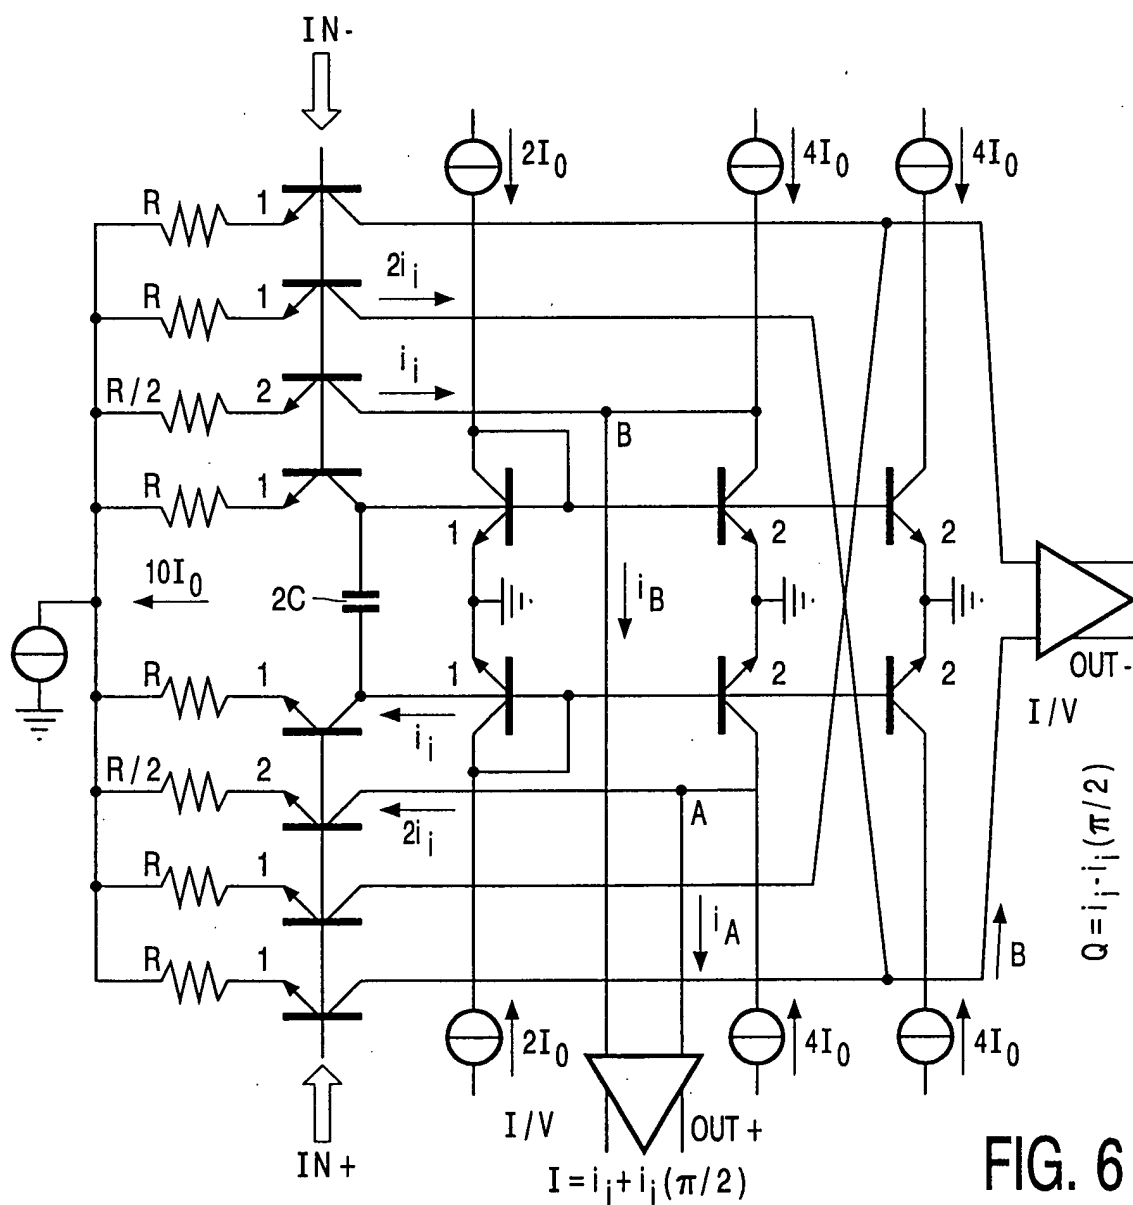 IN-
2I0
4I0
4I0
R
1
R
1
2ii
R/2
2
ii
B
R
1
1
2
2
10I0
2C
iB
R
1
1
2
2
OUT-
I/V
ii
R/2
2
2ii
A
R
1
iA
R
1
B
Q=ii-ii(π/2)
2I0
4I0
4I0
I/V
OUT+
IN+
I=ii+ii(π/2)
FIG. 6